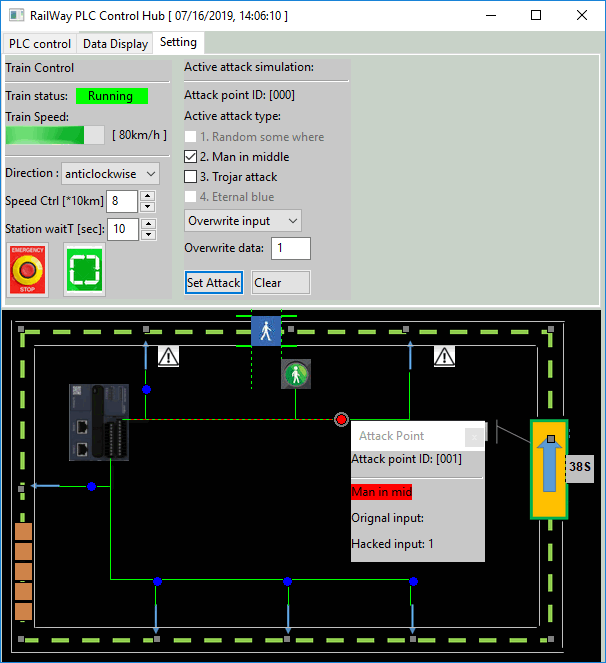 RailWay PLC Control Hub [ 07/16/2019, 14:06:10 ]
PLC control Data Display Setting
Train Control
Train status: Running
Train Speed:
[ 80km/h ]
Direction : anticlockwise
Speed Ctrl [*10km] 8
Station waitT [sec]: 10
EMERGENCY
STOP
Active attack simulation:
Attack point ID: [000]
Active attack type:
1. Random some where
2. Man in middle
3. Trojar attack
4. Eternal blue
Overwrite input
Overwrite data: 1
Set Attack Clear
Attack Point
Attack point ID: [001]
Man in mid
Orignal input:
Hacked input: 1
38S